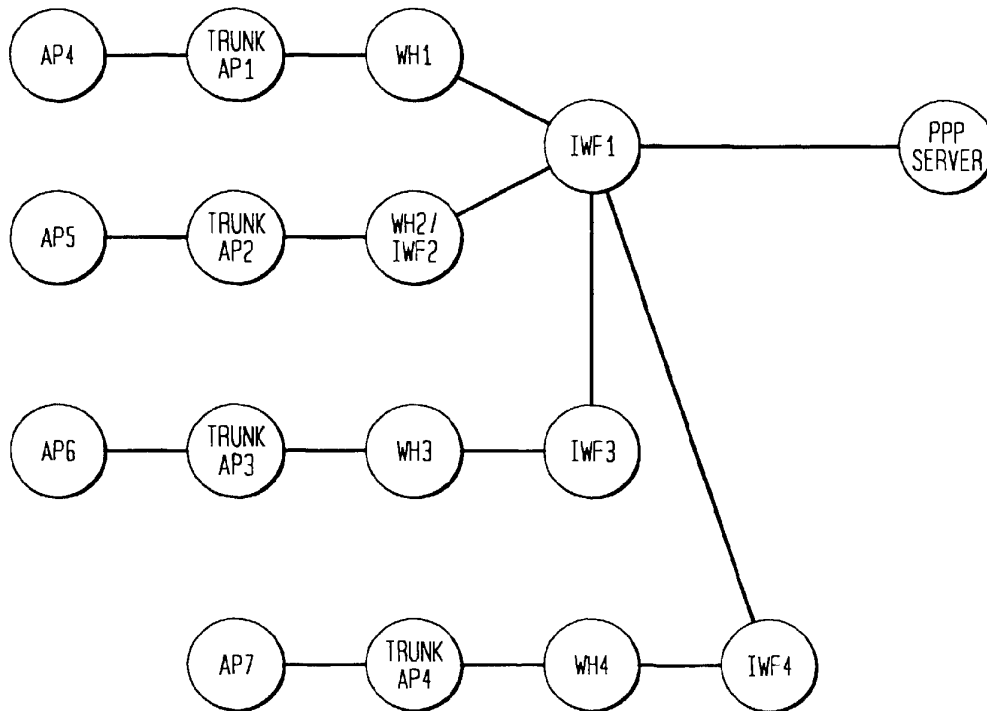 AP4
TRUNK
AP1
WH1
IWF1
PPP
SERVER
AP5
TRUNK
AP2
WH2/
IWF2
AP6
TRUNK
AP3
WH3
IWF3
AP7
TRUNK
AP4
WH4
IWF4